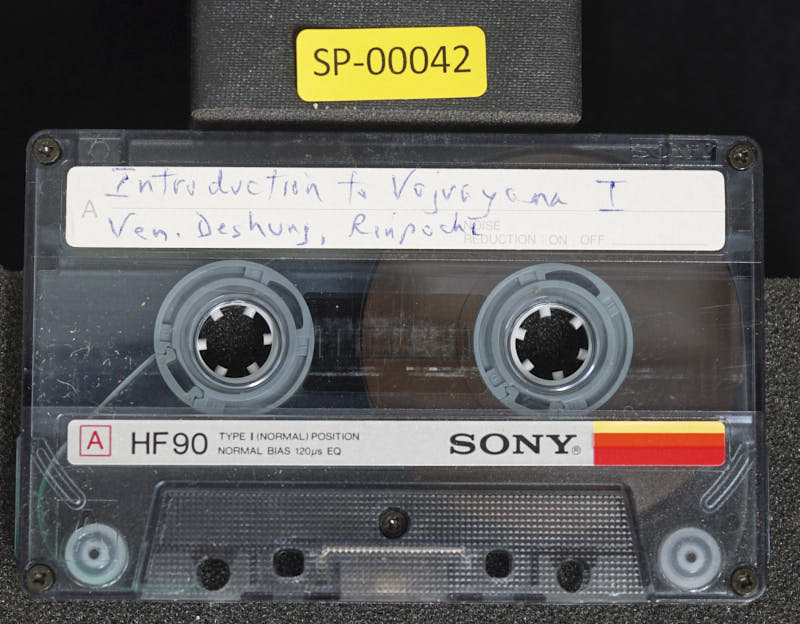 SP-00042
SONY
Introduction to Vajrayana I
A
Ven. Deshung, Rinpoche
NOISE
REDUCTION ON OFF
A HF90 TYPE I (NORMAL) POSITION
NORMAL BIAS 120µs EQ
SONY®